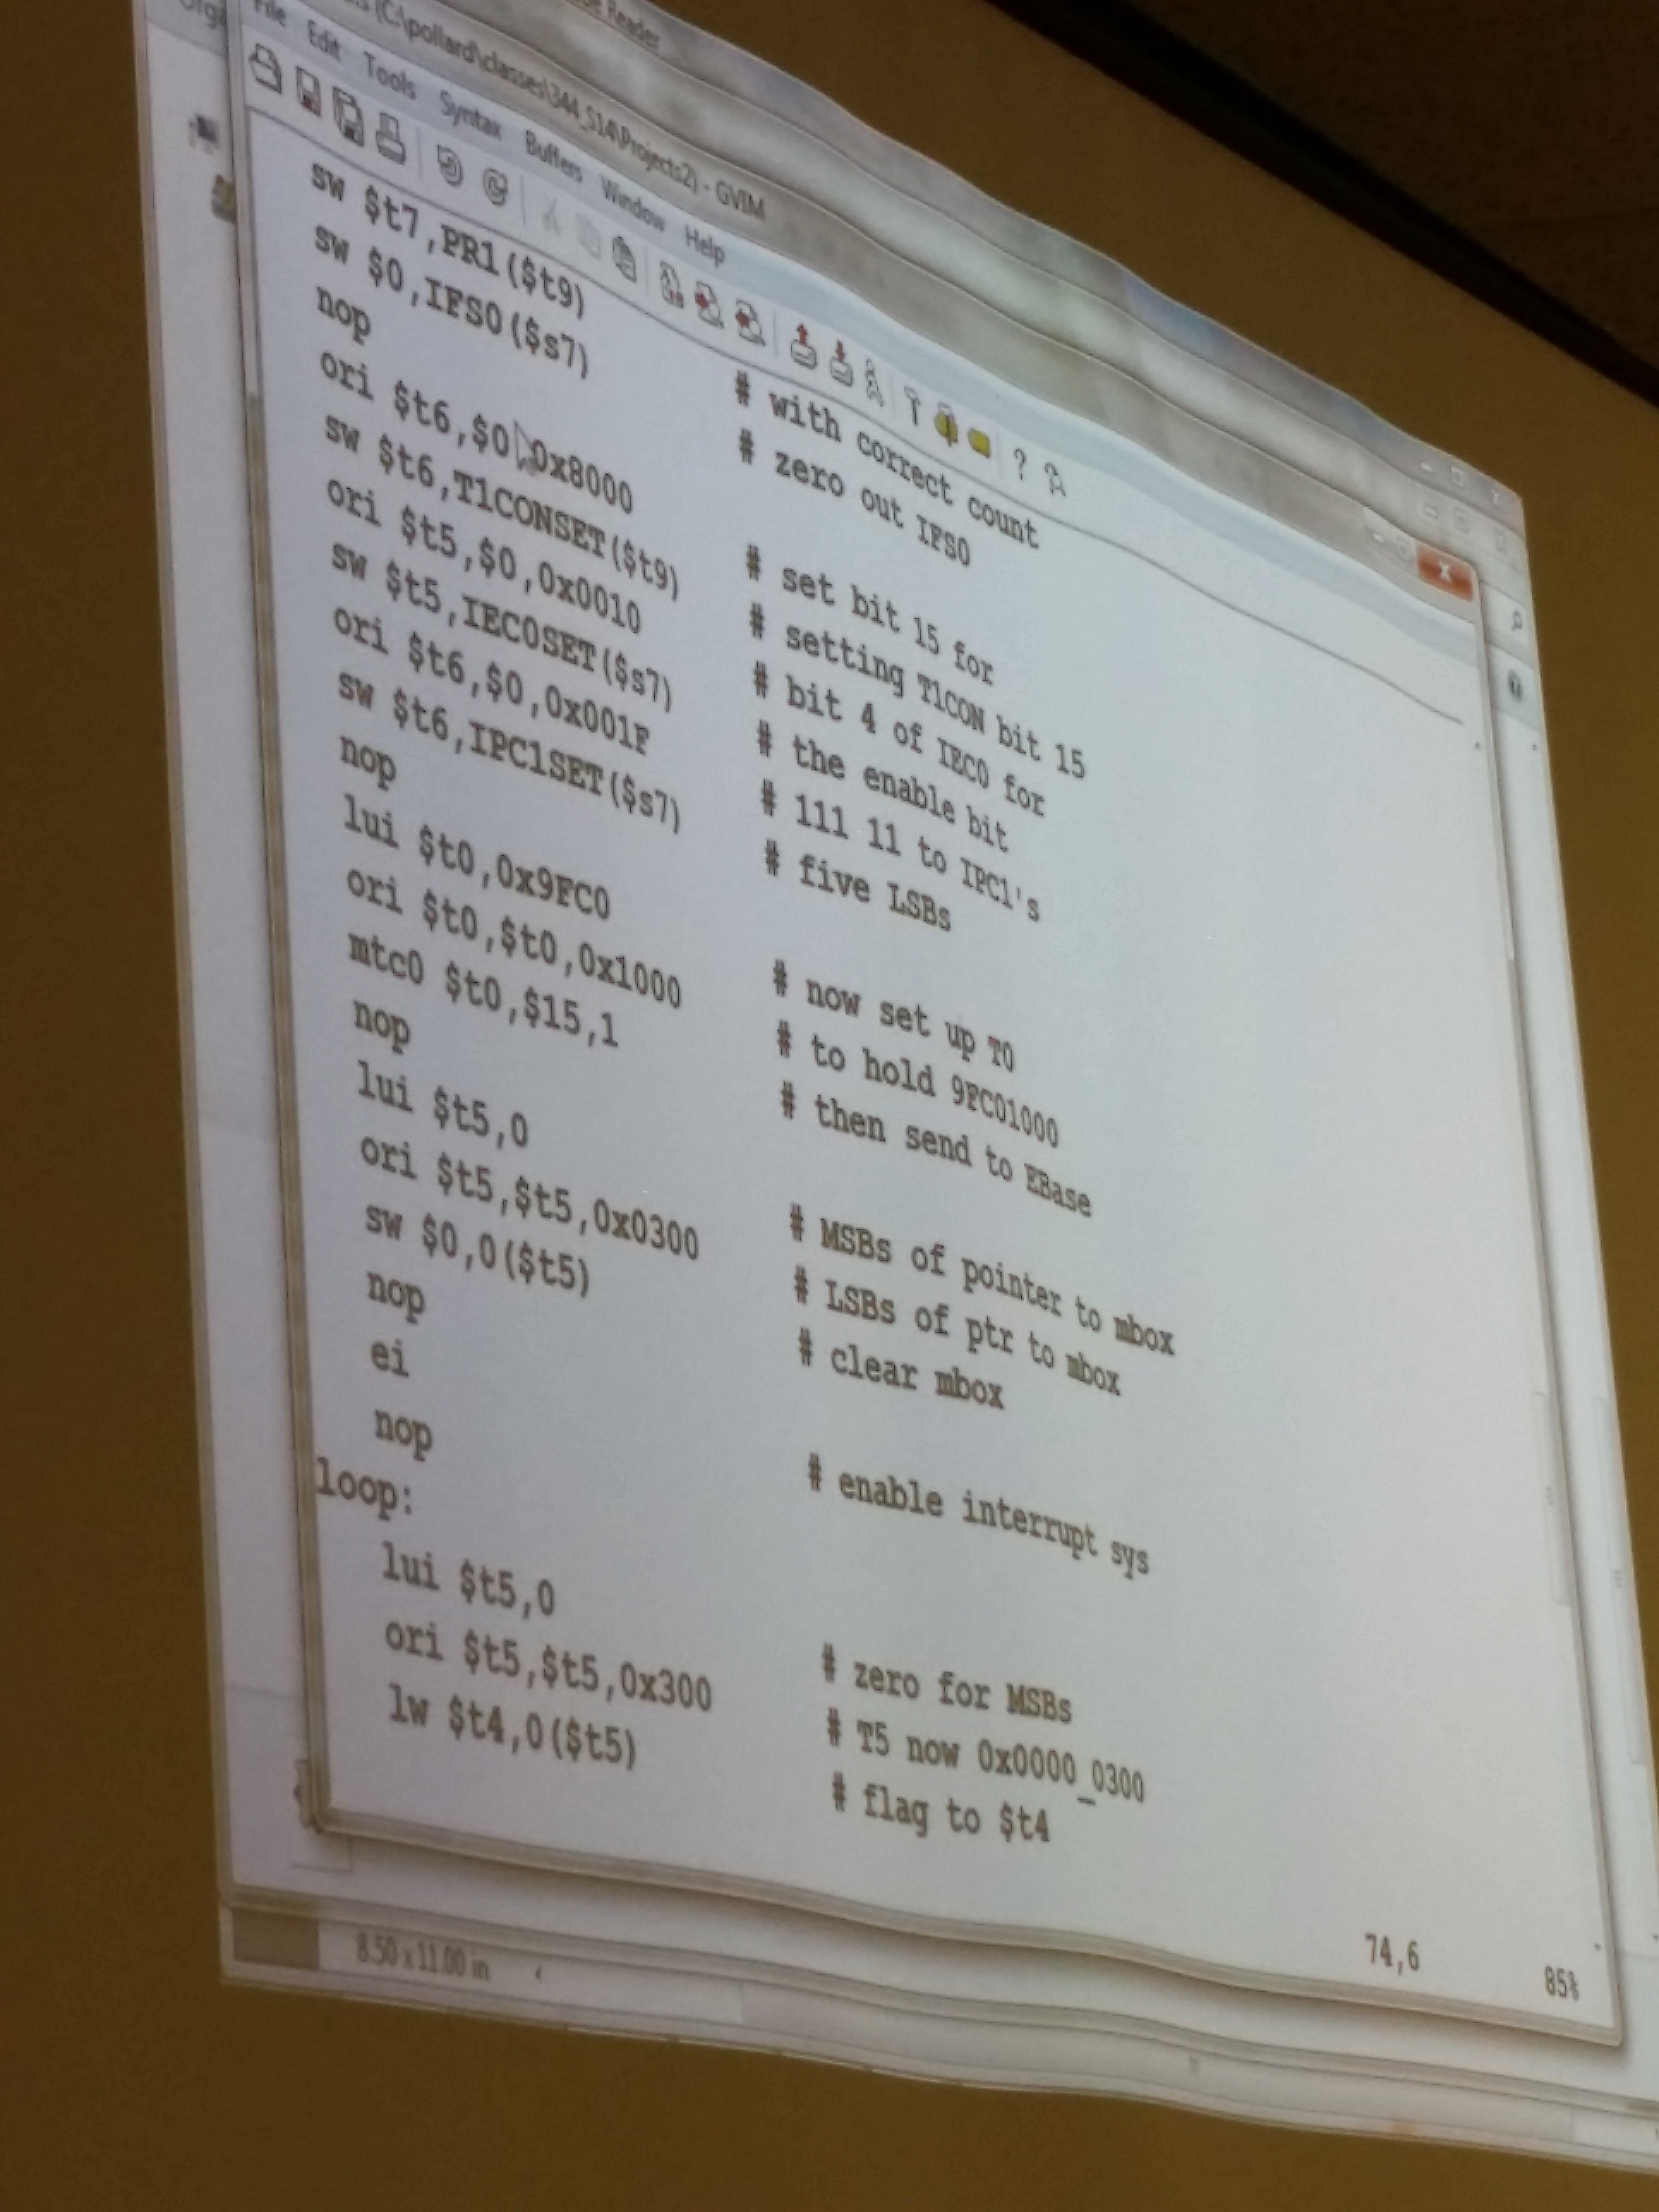 Reader
(C:\pollard\classes\344_S14\Projects2) - GVIM
File Edit Tools Syntax Buffers Window Help
sw $t7,PR1($t9) # with correct count
sw $0,IFS0($s7) # zero out IFS0
nop
ori $t6,$0 0x8000 # set bit 15 for
sw $t6,T1CONSET($t9) # setting T1CON bit 15
ori $t5,$0,0x0010 # bit 4 of IEC0 for
sw $t5,IEC0SET($s7) # the enable bit
ori $t6,$0,0x001F # 111 11 to IPC1's
sw $t6,IPC1SET($s7) # five LSBs
nop
lui $t0,0x9FC0 # now set up T0
ori $t0,$t0,0x1000 # to hold 9FC01000
mtc0 $t0,$15,1 # then send to EBase
nop
lui $t5,0 # MSBs of pointer to mbox
ori $t5,$t5,0x0300 # LSBs of ptr to mbox
sw $0,0($t5) # clear mbox
nop
ei # enable interrupt sys
nop
loop:
lui $t5,0 # zero for MSBs
ori $t5,$t5,0x300 # T5 now 0x0000_0300
lw $t4,0($t5) # flag to $t4
74,6 85%
8.50 x 11.00 in